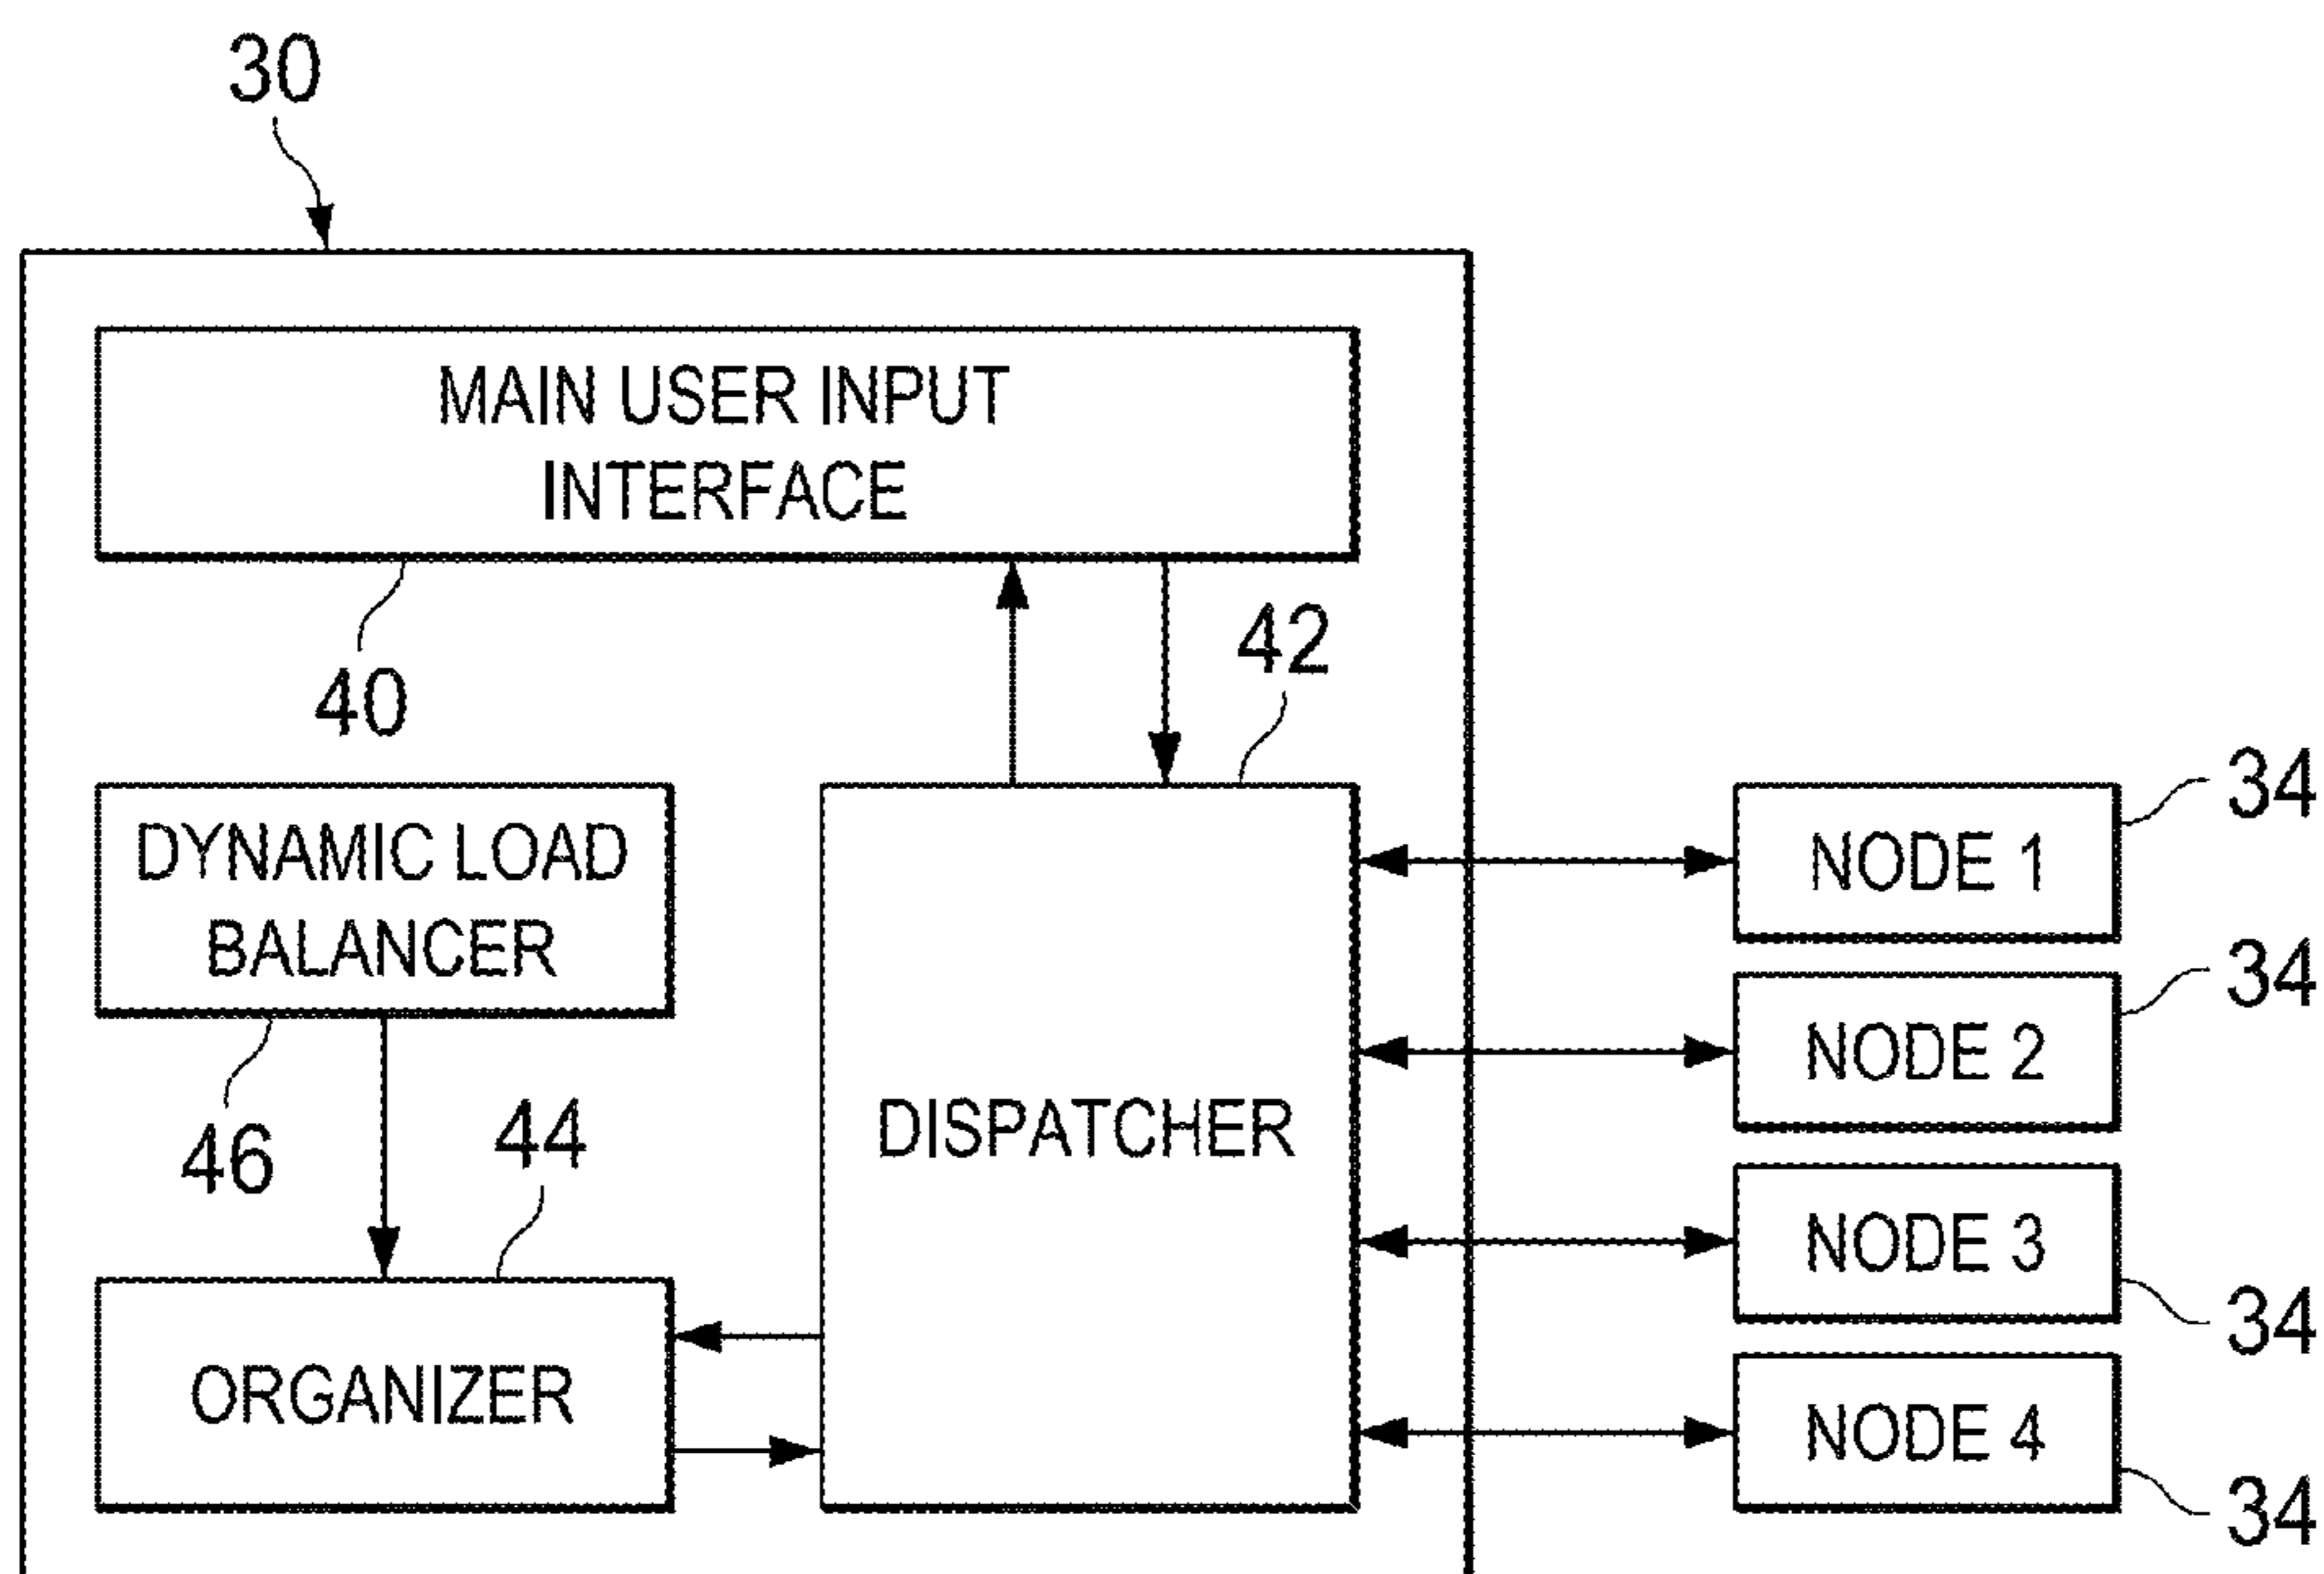 30
MAIN USER INPUT
INTERFACE
40
42
DYNAMIC LOAD
BALANCER
46
44
ORGANIZER
DISPATCHER
NODE 1
34
NODE 2
34
NODE 3
34
NODE 4
34